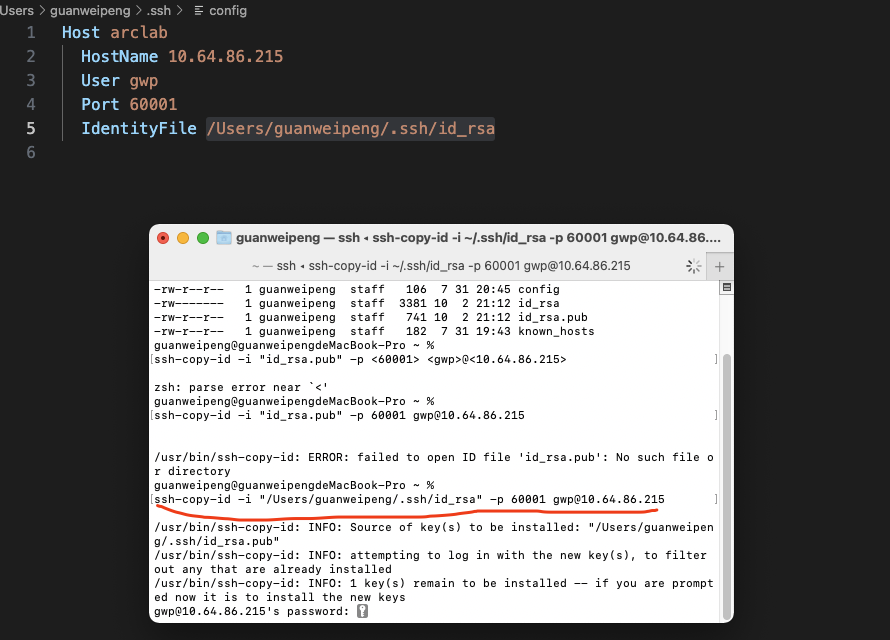 Users > guanweipeng > .ssh > config
1 Host arclab
2 HostName 10.64.86.215
3 User gwp
4 Port 60001
5 IdentityFile /Users/guanweipeng/.ssh/id_rsa
6
guanweipeng — ssh ◂ ssh-copy-id -i ~/.ssh/id_rsa -p 60001 gwp@10.64.86....
~ — ssh ◂ ssh-copy-id -i ~/.ssh/id_rsa -p 60001 gwp@10.64.86.215
-rw-r--r-- 1 guanweipeng staff 106 7 31 20:45 config
-rw------- 1 guanweipeng staff 3381 10 2 21:12 id_rsa
-rw-r--r-- 1 guanweipeng staff 741 10 2 21:12 id_rsa.pub
-rw-r--r-- 1 guanweipeng staff 182 7 31 19:43 known_hosts
guanweipeng@guanweipengdeMacBook-Pro ~ %
[ssh-copy-id -i "id_rsa.pub" -p <60001> <gwp>@<10.64.86.215> ]
zsh: parse error near `<'
guanweipeng@guanweipengdeMacBook-Pro ~ %
[ssh-copy-id -i "id_rsa.pub" -p 60001 gwp@10.64.86.215 ]
/usr/bin/ssh-copy-id: ERROR: failed to open ID file 'id_rsa.pub': No such file o
r directory
guanweipeng@guanweipengdeMacBook-Pro ~ %
[ssh-copy-id -i "/Users/guanweipeng/.ssh/id_rsa" -p 60001 gwp@10.64.86.215 ]
/usr/bin/ssh-copy-id: INFO: Source of key(s) to be installed: "/Users/guanweipen
g/.ssh/id_rsa.pub"
/usr/bin/ssh-copy-id: INFO: attempting to log in with the new key(s), to filter
out any that are already installed
/usr/bin/ssh-copy-id: INFO: 1 key(s) remain to be installed -- if you are prompt
ed now it is to install the new keys
gwp@10.64.86.215's password: